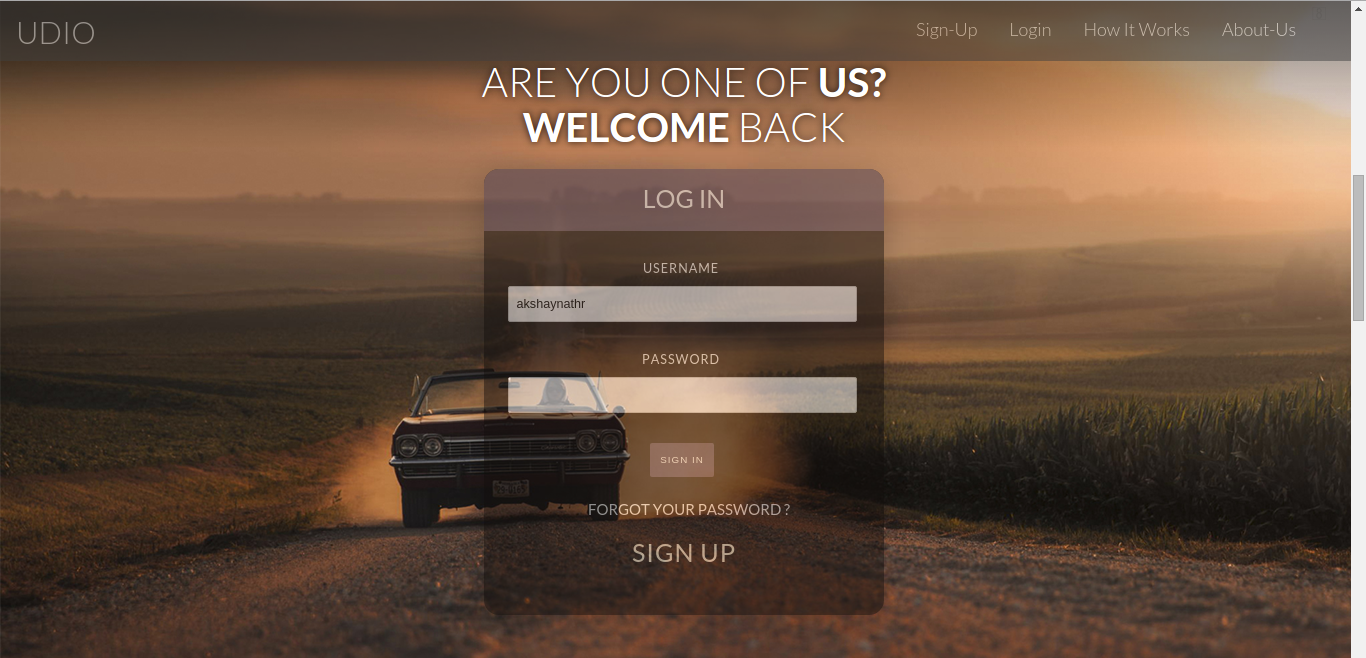 UDIO
Sign-Up Login How It Works About-Us
ARE YOU ONE OF US?
WELCOME BACK
LOG IN
USERNAME
akshaynathr
PASSWORD
SIGN IN
FORGOT YOUR PASSWORD ?
SIGN UP